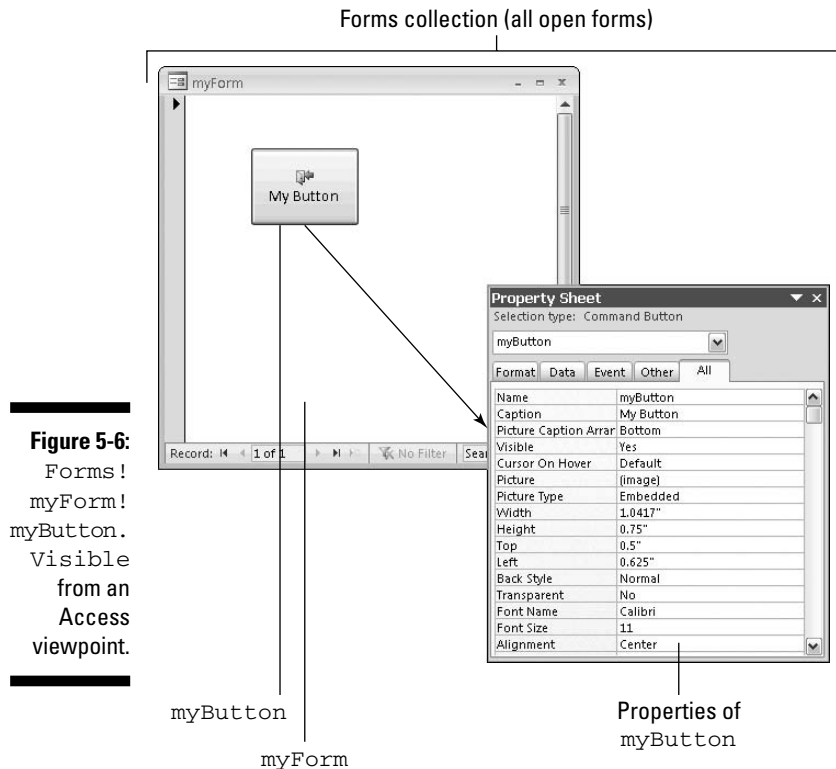 Forms collection (all open forms)
myForm
My Button
Property Sheet
Selection type: Command Button
myButton
Format Data Event Other All
Name myButton
Caption My Button
Picture Caption Arrar Bottom
Visible Yes
Cursor On Hover Default
Picture (image)
Picture Type Embedded
Width 1.0417"
Height 0.75"
Top 0.5"
Left 0.625"
Back Style Normal
Transparent No
Font Name Calibri
Font Size 11
Alignment Center
Record: 1 of 1 No Filter Sear
Figure 5-6:
Forms!
myForm!
myButton.
Visible
from an
Access
viewpoint.
myButton
myForm
Properties of
myButton